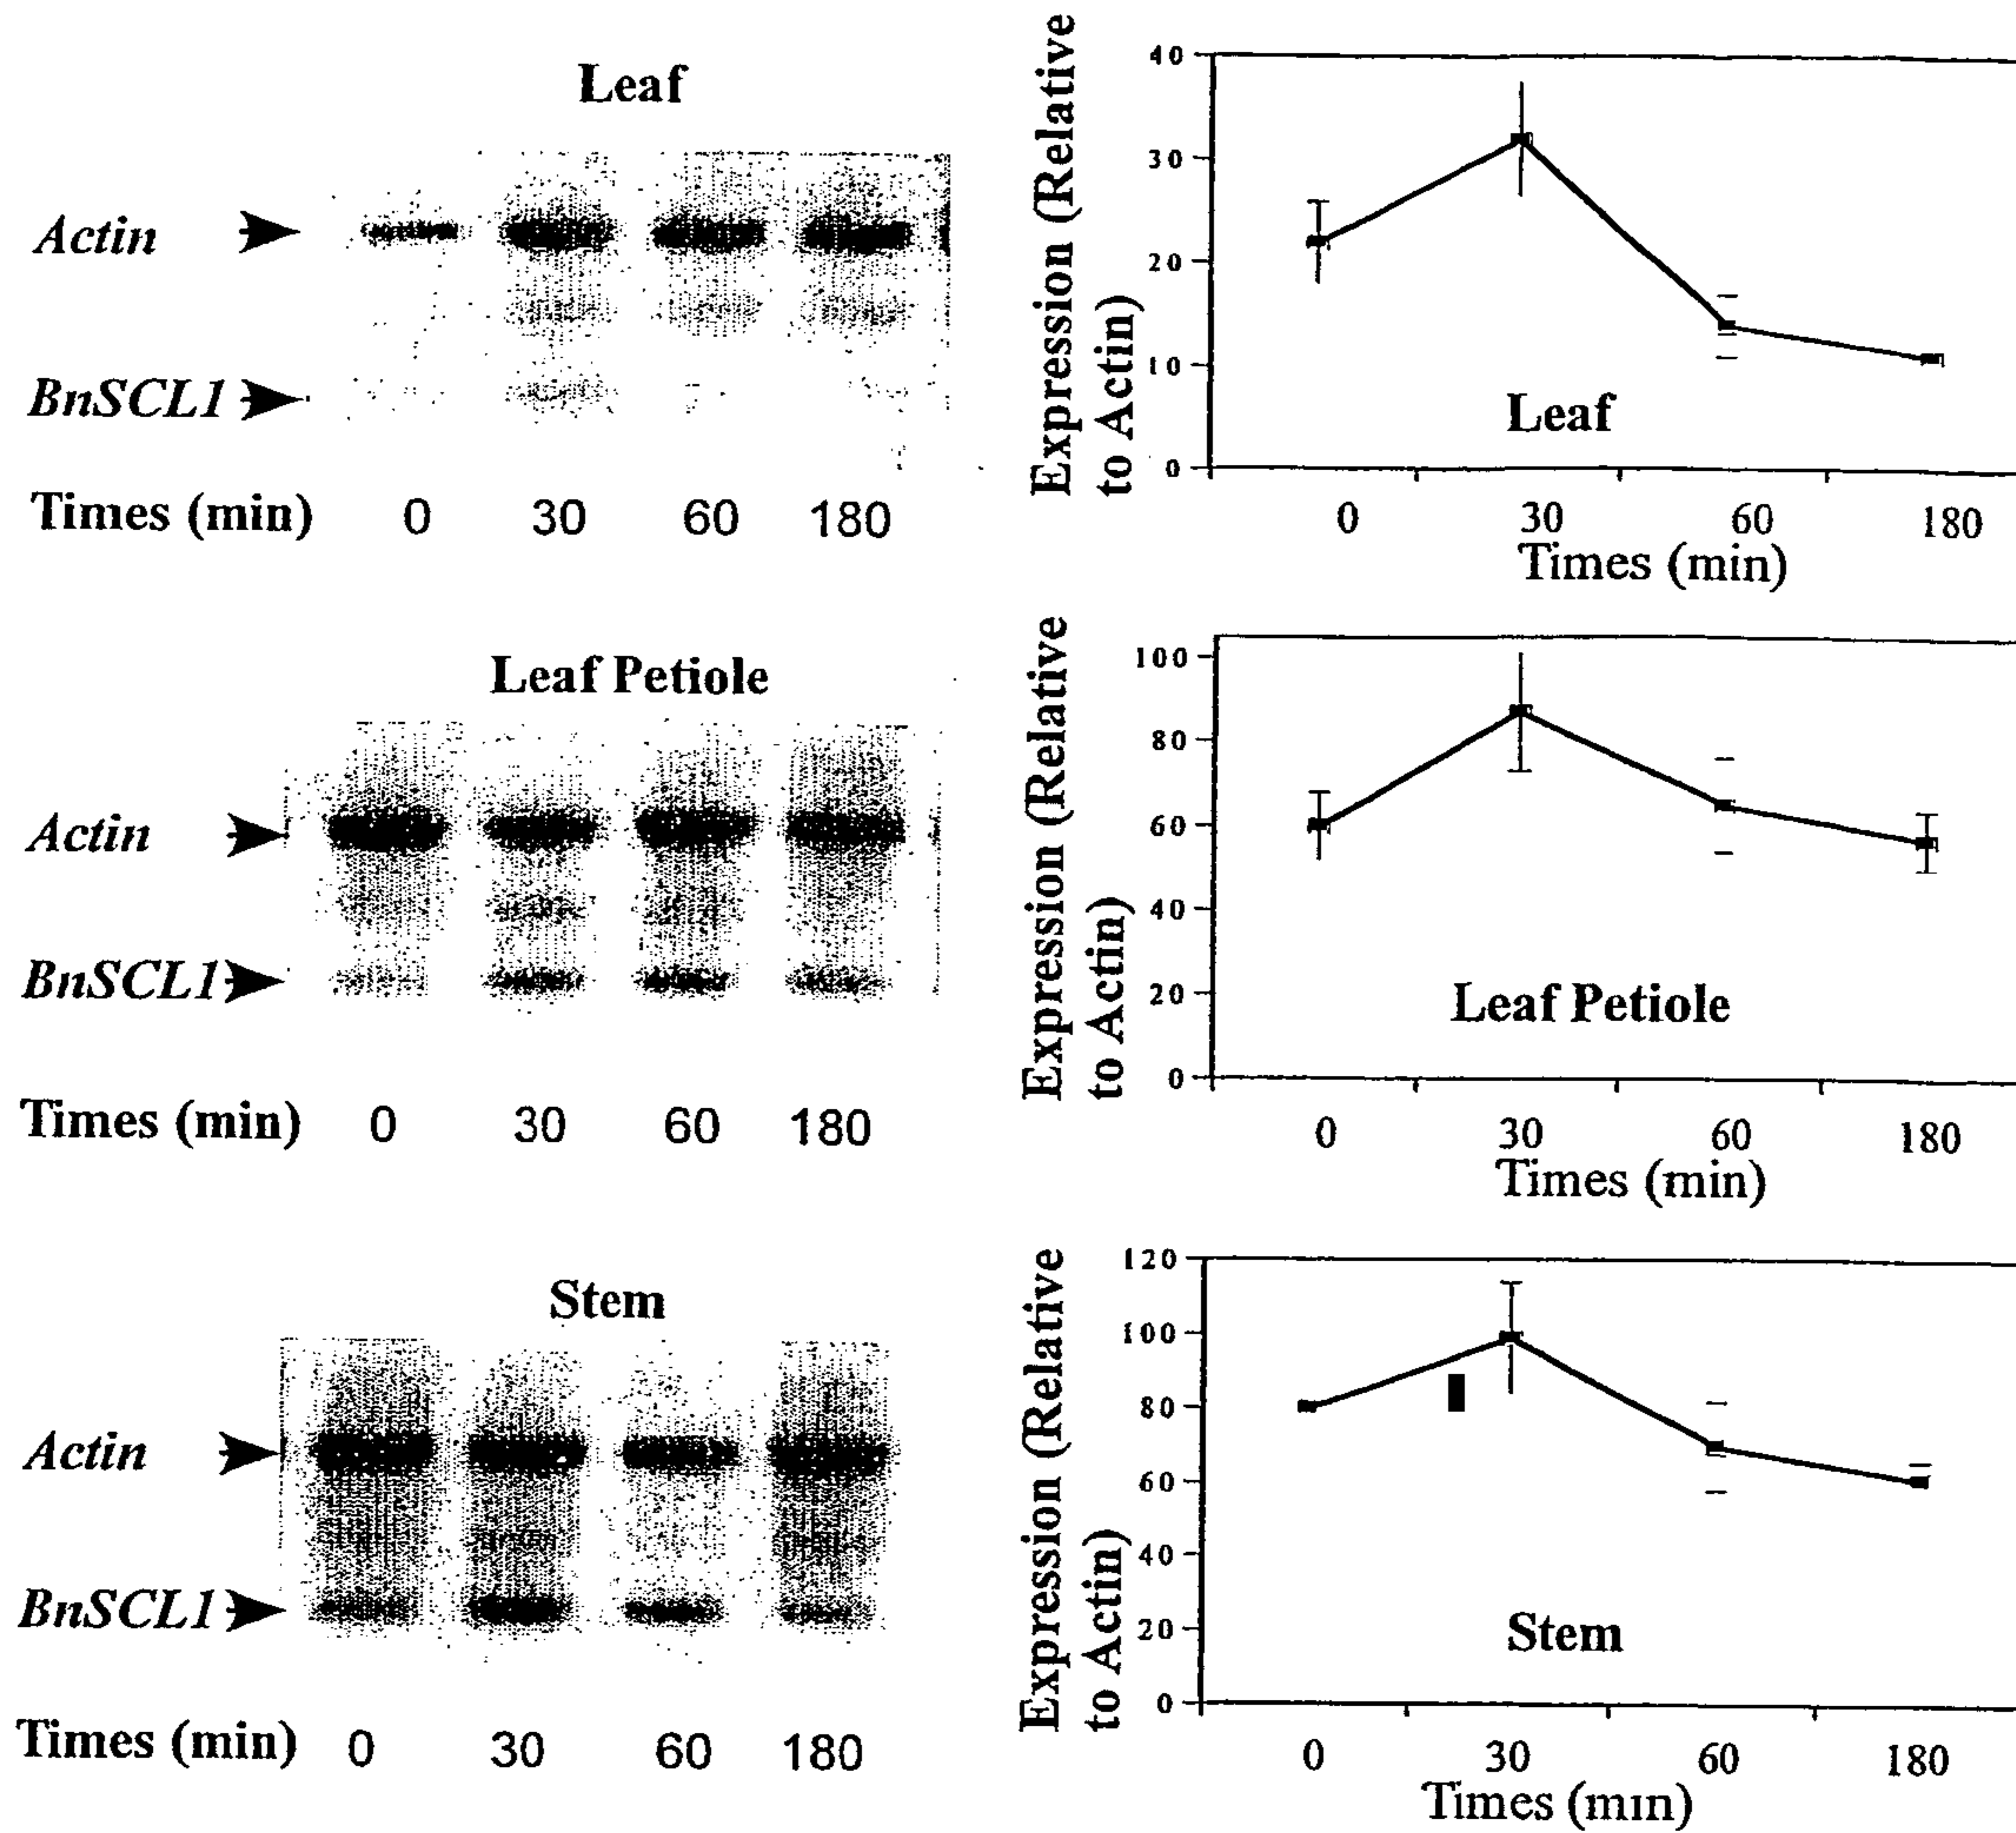 Leaf
Actin
BnSCL1
Times (min) 0 30 60 180
Expression (Relative
to Actin)
40
30
20
10
0
Leaf
0 30 60 180
Times (min)
Leaf Petiole
Actin
BnSCL1
Times (min) 0 30 60 180
Expression (Relative
to Actin)
100
80
60
40
20
0
Leaf Petiole
0 30 60 180
Times (min)
Stem
Actin
BnSCL1
Times (min) 0 30 60 180
Expression (Relative
to Actin)
120
100
80
60
40
20
0
Stem
0 30 60 180
Times (min)